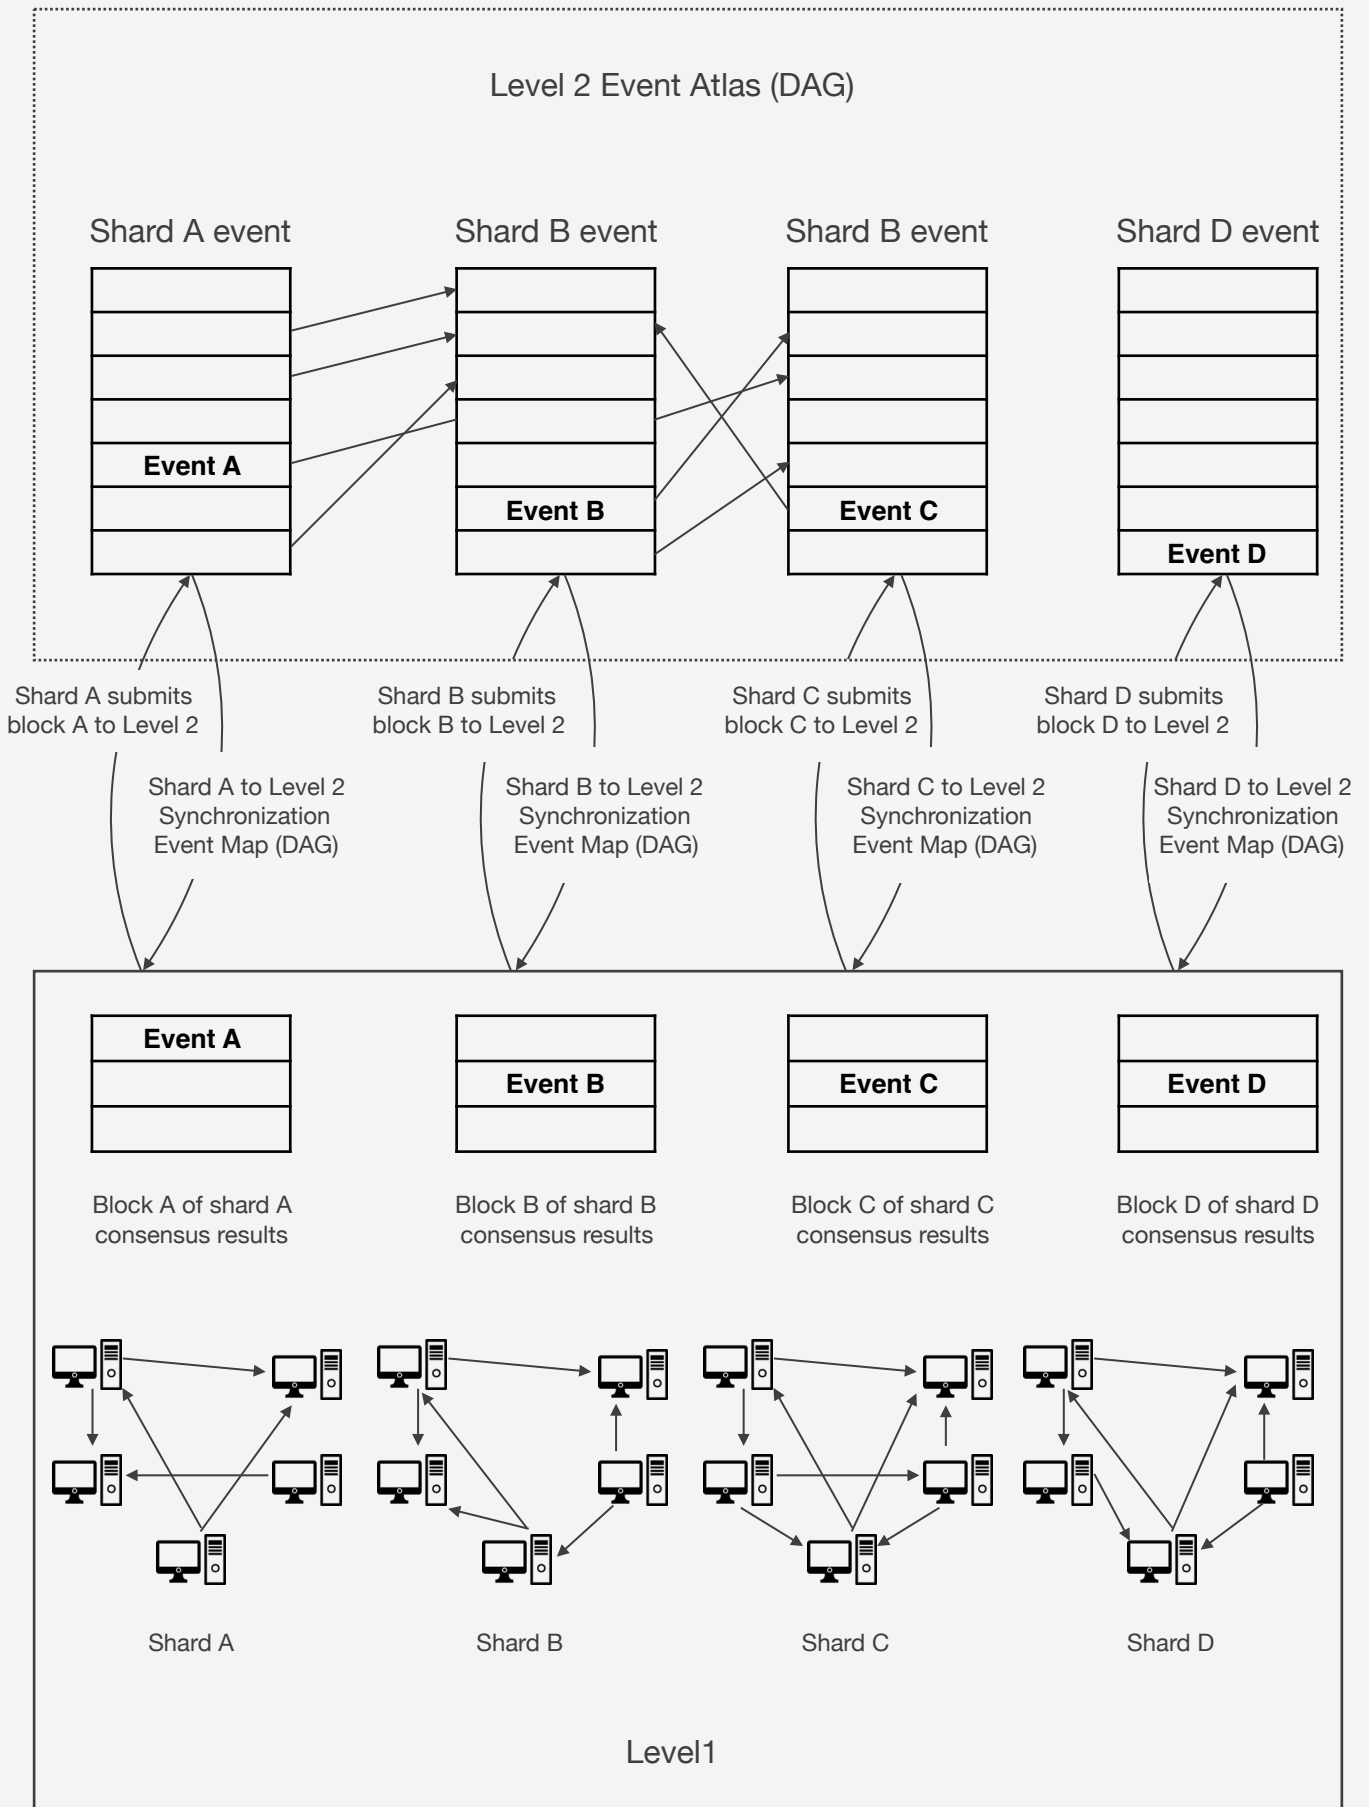 Level 2 Event Atlas (DAG)
Shard A event
Shard B event
Shard B event
Shard D event
Event A
Event B
Event C
Event D
Shard A submits
block A to Level 2
Shard B submits
block B to Level 2
Shard C submits
block C to Level 2
Shard D submits
block D to Level 2
Shard A to Level 2
Synchronization
Event Map (DAG)
Shard B to Level 2
Synchronization
Event Map (DAG)
Shard C to Level 2
Synchronization
Event Map (DAG)
Shard D to Level 2
Synchronization
Event Map (DAG)
Event A
Event B
Event C
Event D
Block A of shard A
consensus results
Block B of shard B
consensus results
Block C of shard C
consensus results
Block D of shard D
consensus results
Shard A
Shard B
Shard C
Shard D
Level1